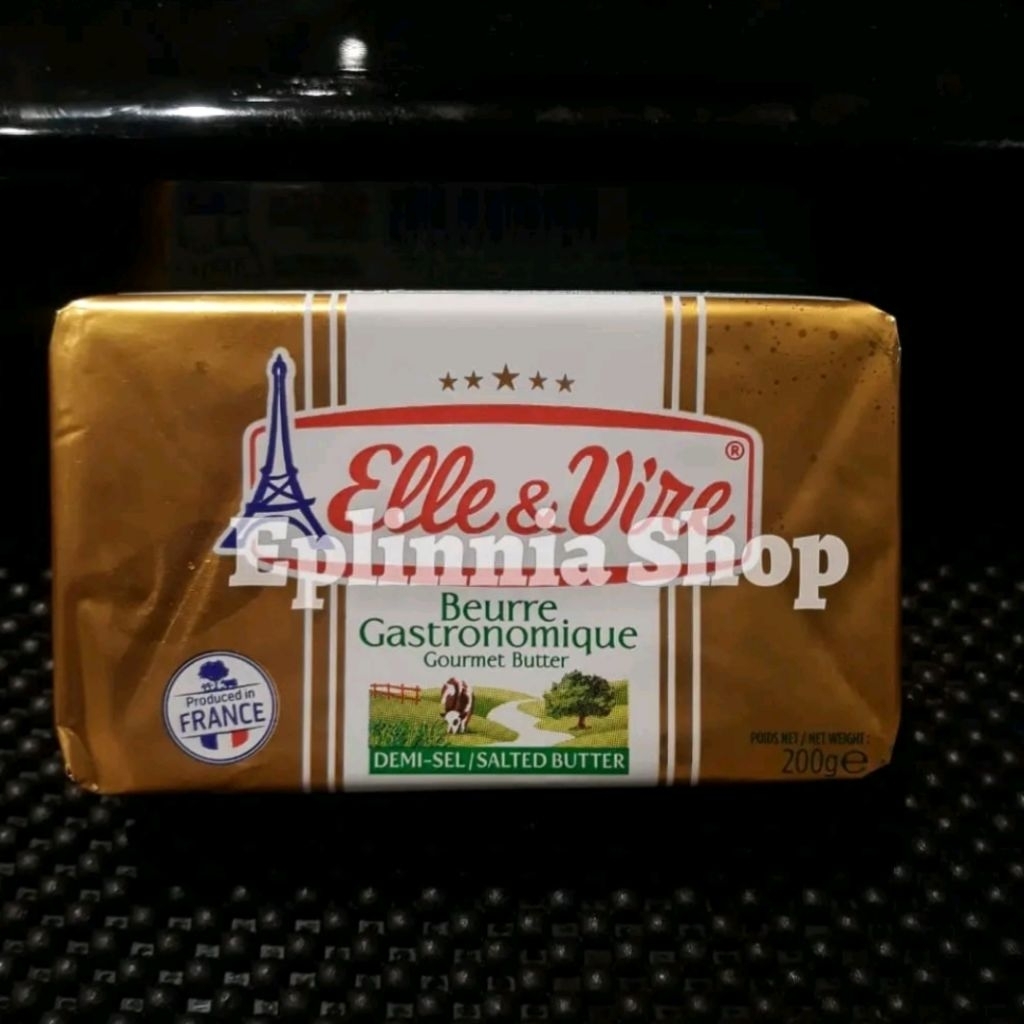 Elle & Vire ®
Eplinnia Shop
Beurre
Gastronomique
Gourmet Butter
Produced in
FRANCE
DEMI-SEL / SALTED BUTTER
POIDS NET / NET WEIGHT :
200g e